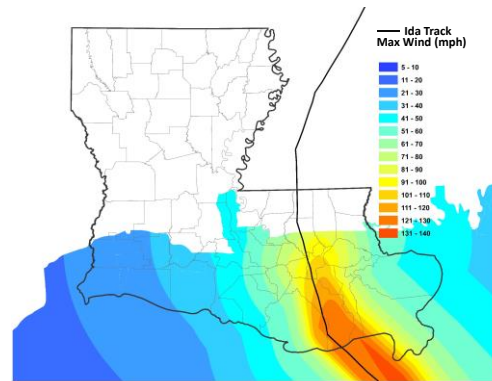 Ida Track
Max Wind (mph)
5 - 10
11 - 20
21 - 30
31 - 40
41 - 50
51 - 60
61 - 70
71 - 80
81 - 90
91 - 100
101 - 110
111 - 120
121 - 130
131 - 140